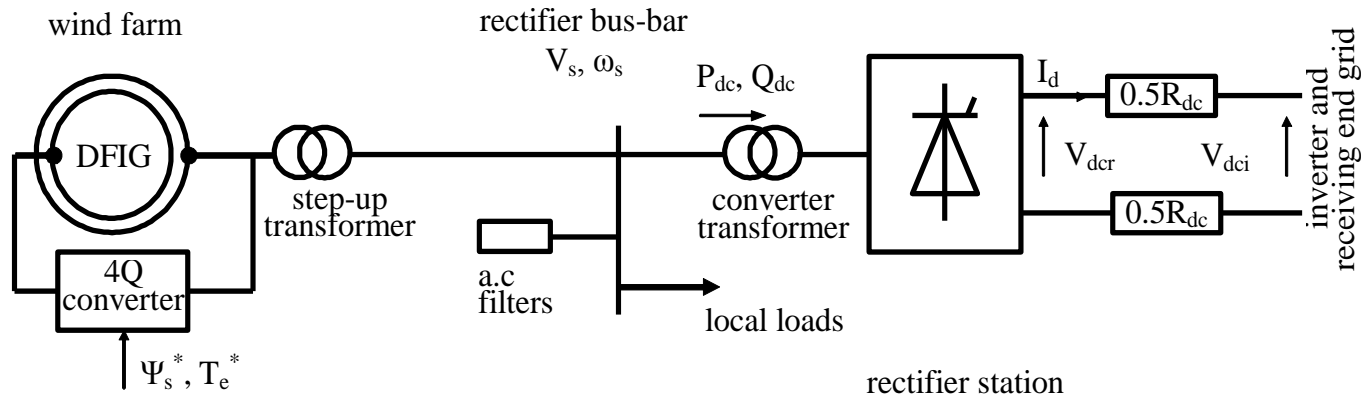 wind farm
DFIG
4Q
converter
Ψs*, Te*
step-up
transformer
rectifier bus-bar
Vs, ωs
a.c
filters
local loads
Pdc, Qdc
converter
transformer
rectifier station
Id
0.5Rdc
Vdcr
Vdci
0.5Rdc
inverter and
receiving end grid